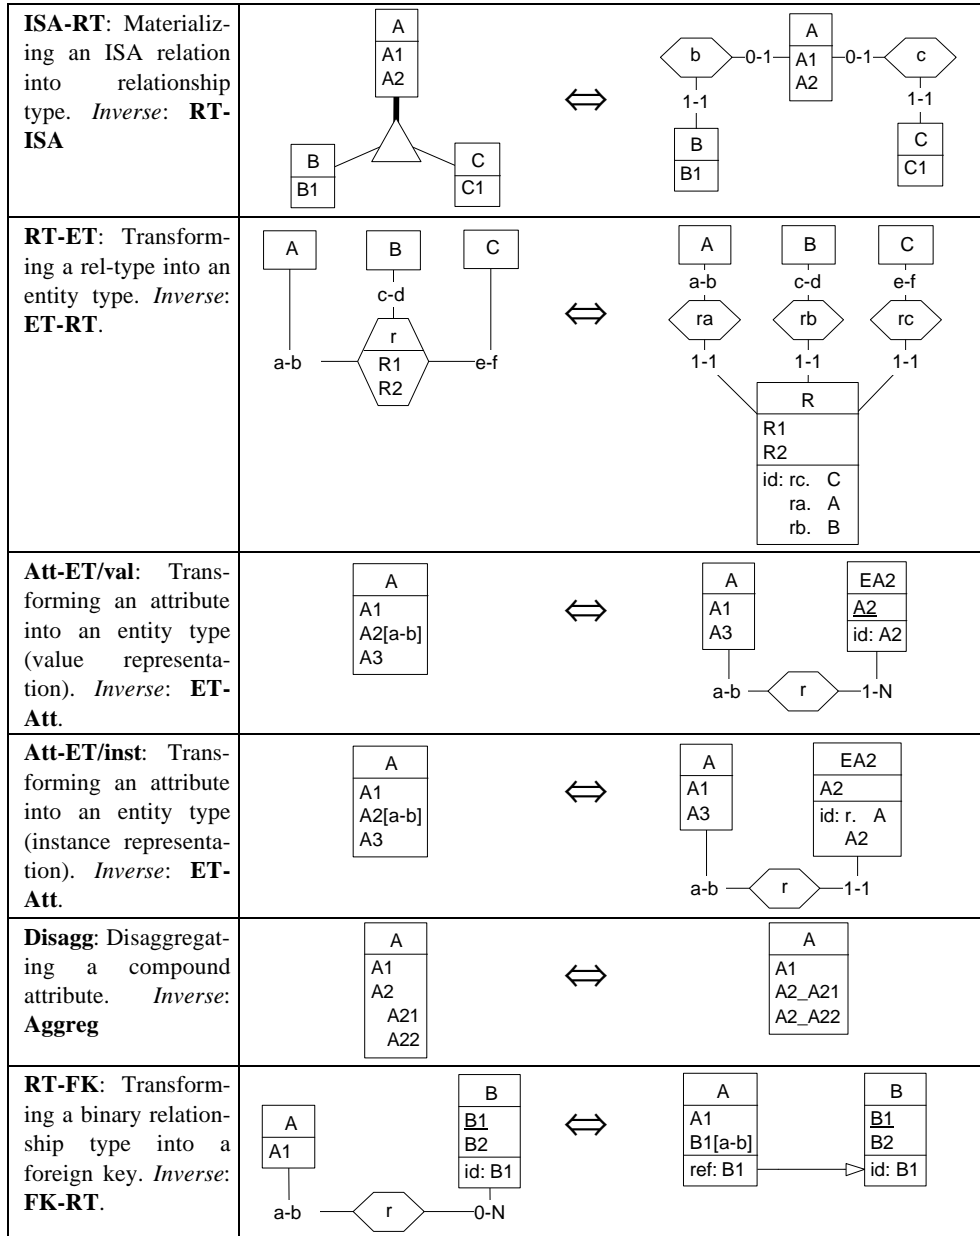 ISA-RT: Materializ-
ing an ISA relation
into relationship
type. Inverse: RT-
ISA
A
A1
A2
B
B1
C
C1
⇔
b
0-1
A
A1
A2
0-1
c
1-1
1-1
B
B1
C
C1
RT-ET: Transform-
ing a rel-type into an
entity type. Inverse:
ET-RT.
A
B
C
c-d
r
R1
R2
a-b
e-f
⇔
A
B
C
a-b
c-d
e-f
ra
rb
rc
1-1
1-1
1-1
R
R1
R2
id: rc. C
ra. A
rb. B
Att-ET/val: Trans-
forming an attribute
into an entity type
(value representa-
tion). Inverse: ET-
Att.
A
A1
A2[a-b]
A3
⇔
A
A1
A3
EA2
A2
id: A2
a-b
r
1-N
Att-ET/inst: Trans-
forming an attribute
into an entity type
(instance representa-
tion). Inverse: ET-
Att.
A
A1
A2[a-b]
A3
⇔
A
A1
A3
EA2
A2
id: r. A
A2
a-b
r
1-1
Disagg: Disaggregat-
ing a compound
attribute. Inverse:
Aggreg
A
A1
A2
A21
A22
⇔
A
A1
A2_A21
A2_A22
RT-FK: Transform-
ing a binary relation-
ship type into a
foreign key. Inverse:
FK-RT.
A
A1
B
B1
B2
id: B1
a-b
r
0-N
⇔
A
A1
B1[a-b]
ref: B1
B
B1
B2
id: B1